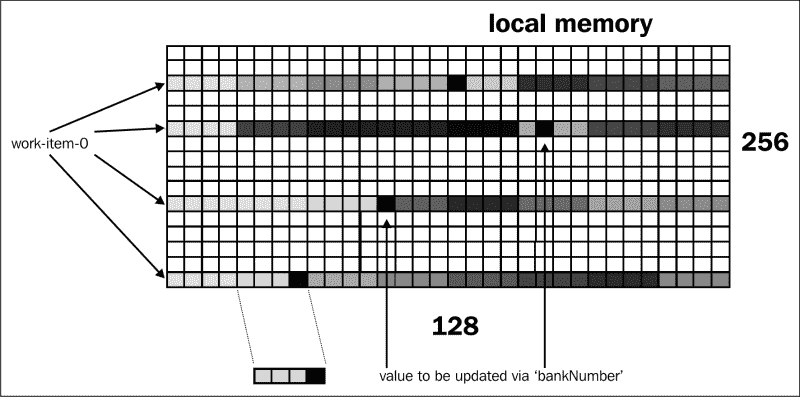 local memory
work-item-0
256
128
value to be updated via ‘bankNumber’